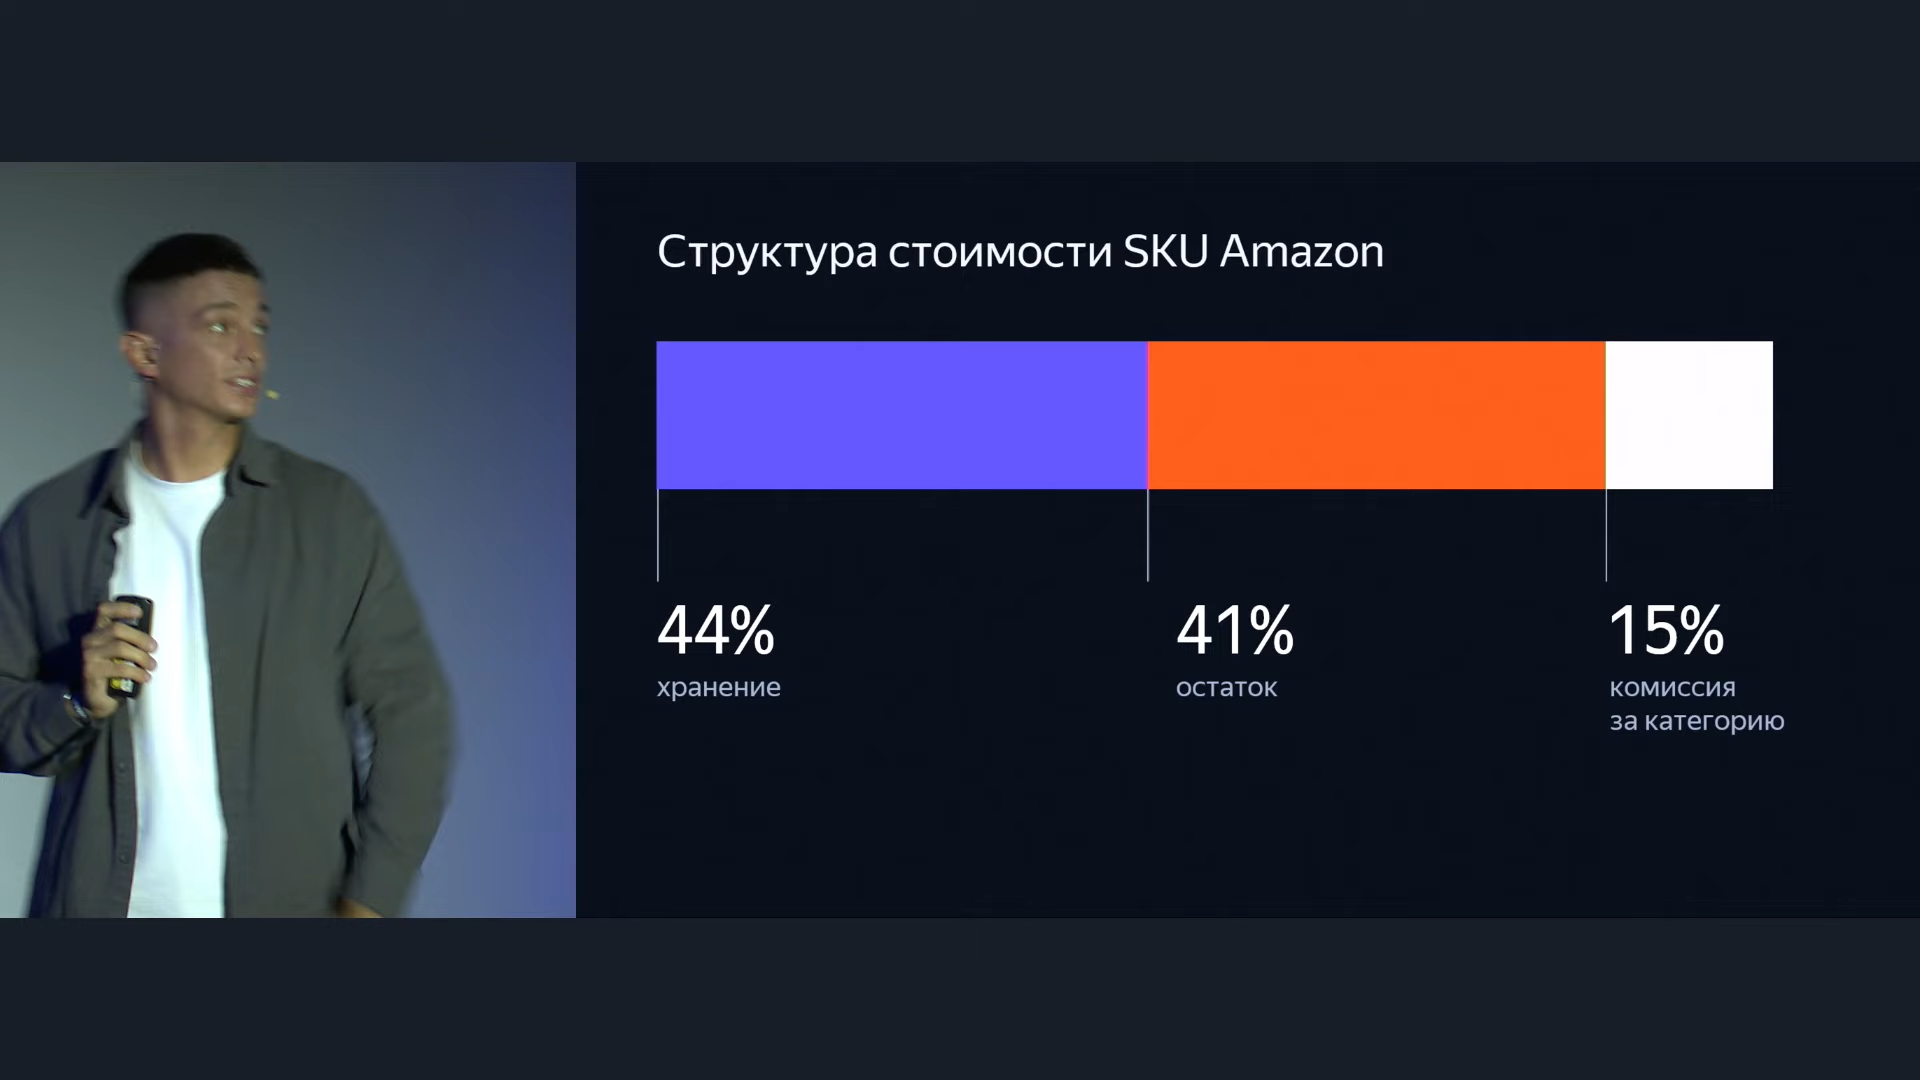 Структура стоимости SKU Amazon
44%
хранение
41%
остаток
15%
комиссия
за категорию